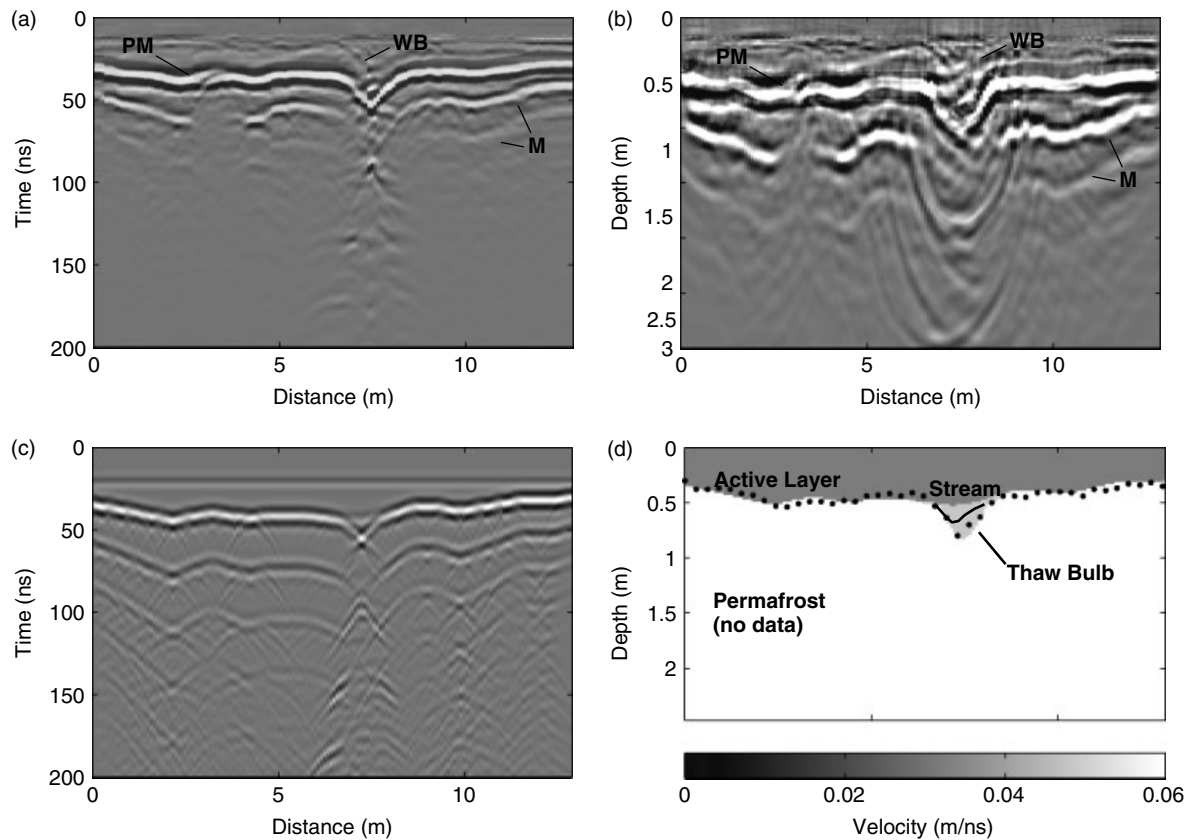 (a)
0
50
100
150
200
Time (ns)
PM
WB
M
0
5
10
Distance (m)
(b)
0
0.5
1
1.5
2
2.5
3
Depth (m)
PM
WB
M
0
5
10
Distance (m)
(c)
0
50
100
150
200
Time (ns)
0
5
10
Distance (m)
(d)
0
0.5
1
1.5
2
Depth (m)
Active Layer
Stream
Thaw Bulb
Permafrost
(no data)
0
0.02
0.04
0.06
Velocity (m/ns)